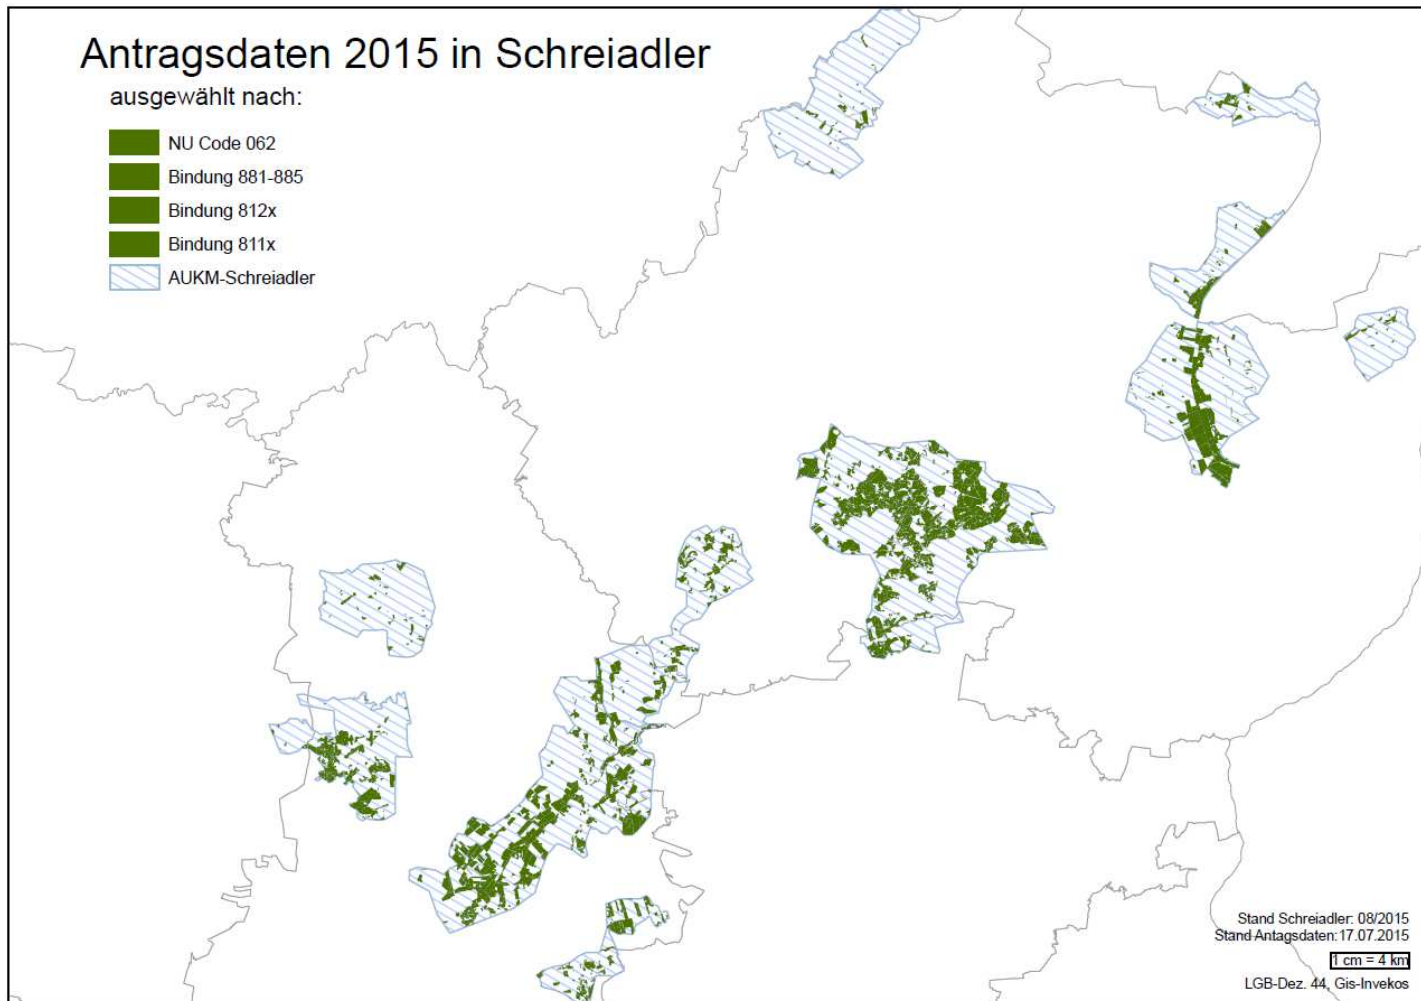 Antragsdaten 2015 in Schreiadler
ausgewählt nach:
NU Code 062
Bindung 881-885
Bindung 812x
Bindung 811x
AUKM-Schreiadler
Stand Schreiadler: 08/2015
Stand Antagsdaten: 17.07.2015
1 cm = 4 km
LGB-Dez. 44, Gis-Invekos